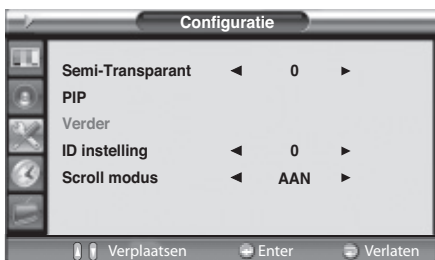 Configuratie
Semi-Transparant ◄ 0 ►
PIP
Verder
ID instelling ◄ 0 ►
Scroll modus ◄ AAN ►
Verplaatsen Enter Verlaten